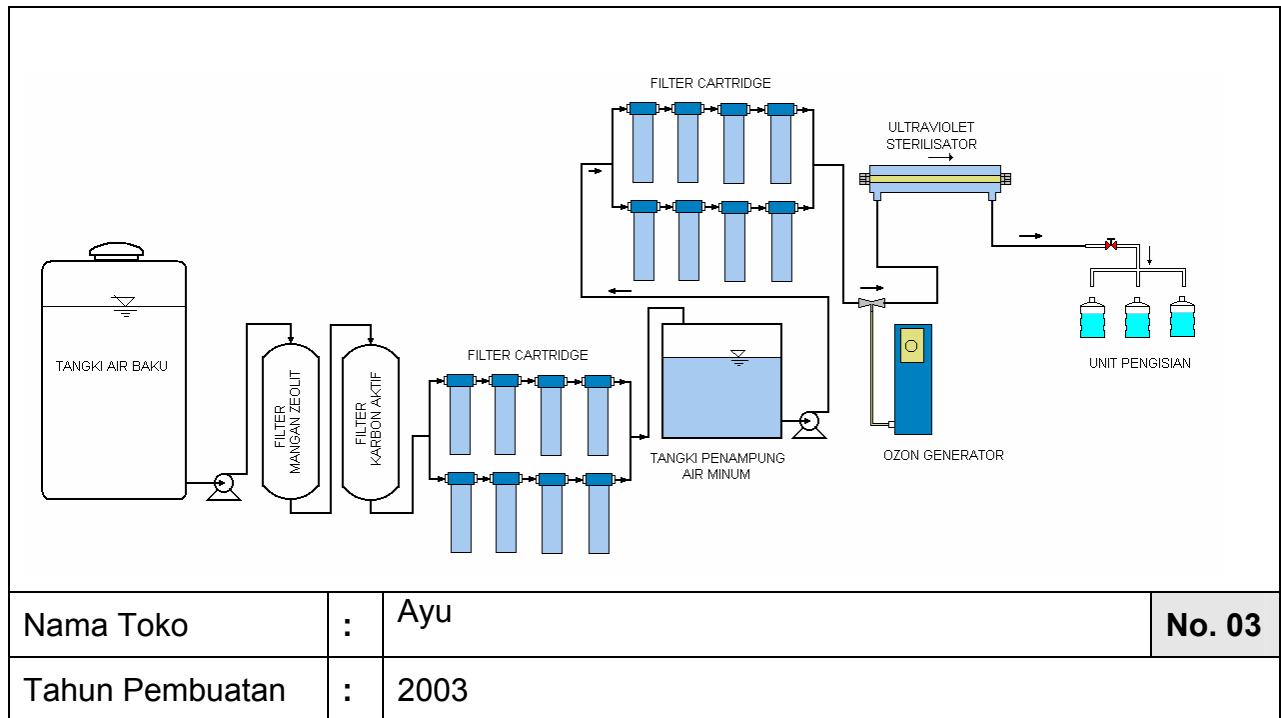 FILTER CARTRIDGE
ULTRAVIOLET
STERILISATOR
TANGKI AIR BAKU
FILTER
MANGAN ZEOLIT
FILTER
KARBON AKTIF
FILTER CARTRIDGE
TANGKI PENAMPUNG
AIR MINUM
OZON GENERATOR
UNIT PENGISIAN
Nama Toko : Ayu No. 03
Tahun Pembuatan : 2003